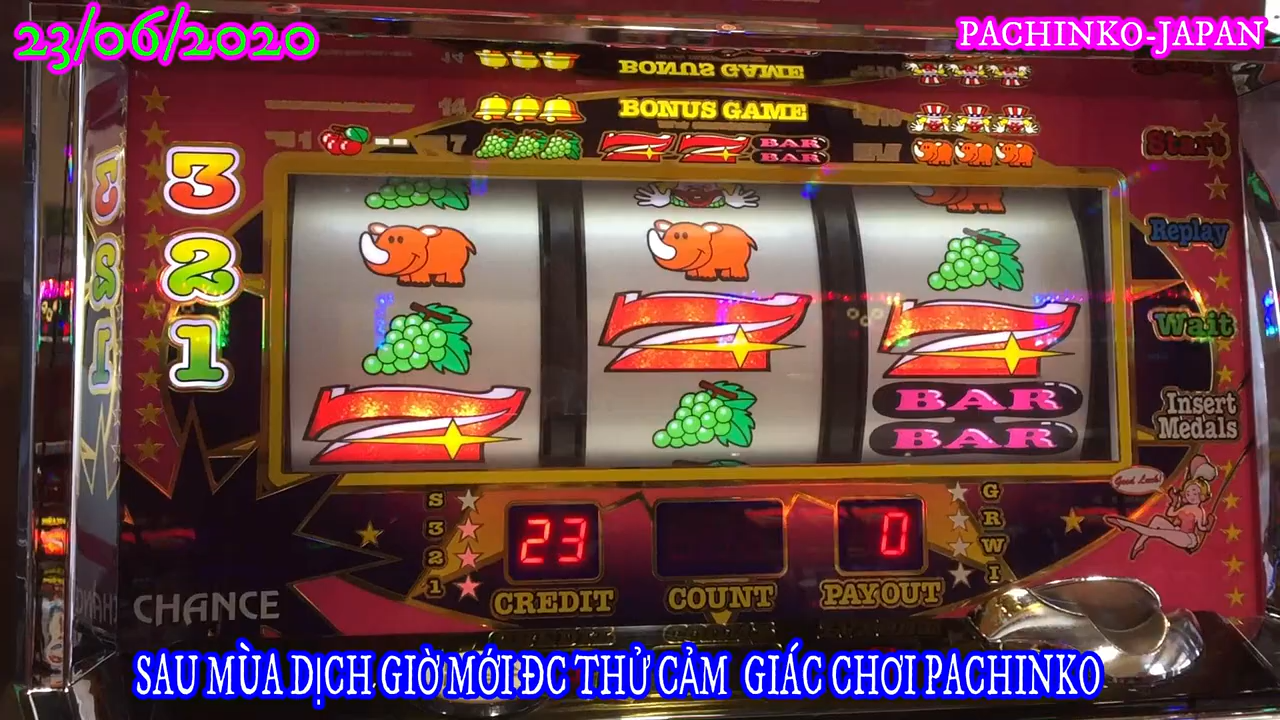 23/06/2020
PACHINKO-JAPAN
BONUS GAME
14
BONUS GAME
17
BAR
BAR
Start
3
2
1
Replay
Wait
Insert
Medals
BAR
BAR
Good Luck!
S
3
2
1
G
R
W
I
23
0
CREDIT
COUNT
PAYOUT
CHANCE
SAU MÙA DỊCH GIỜ MỚI ĐC THỬ CẢM GIÁC CHƠI PACHINKO